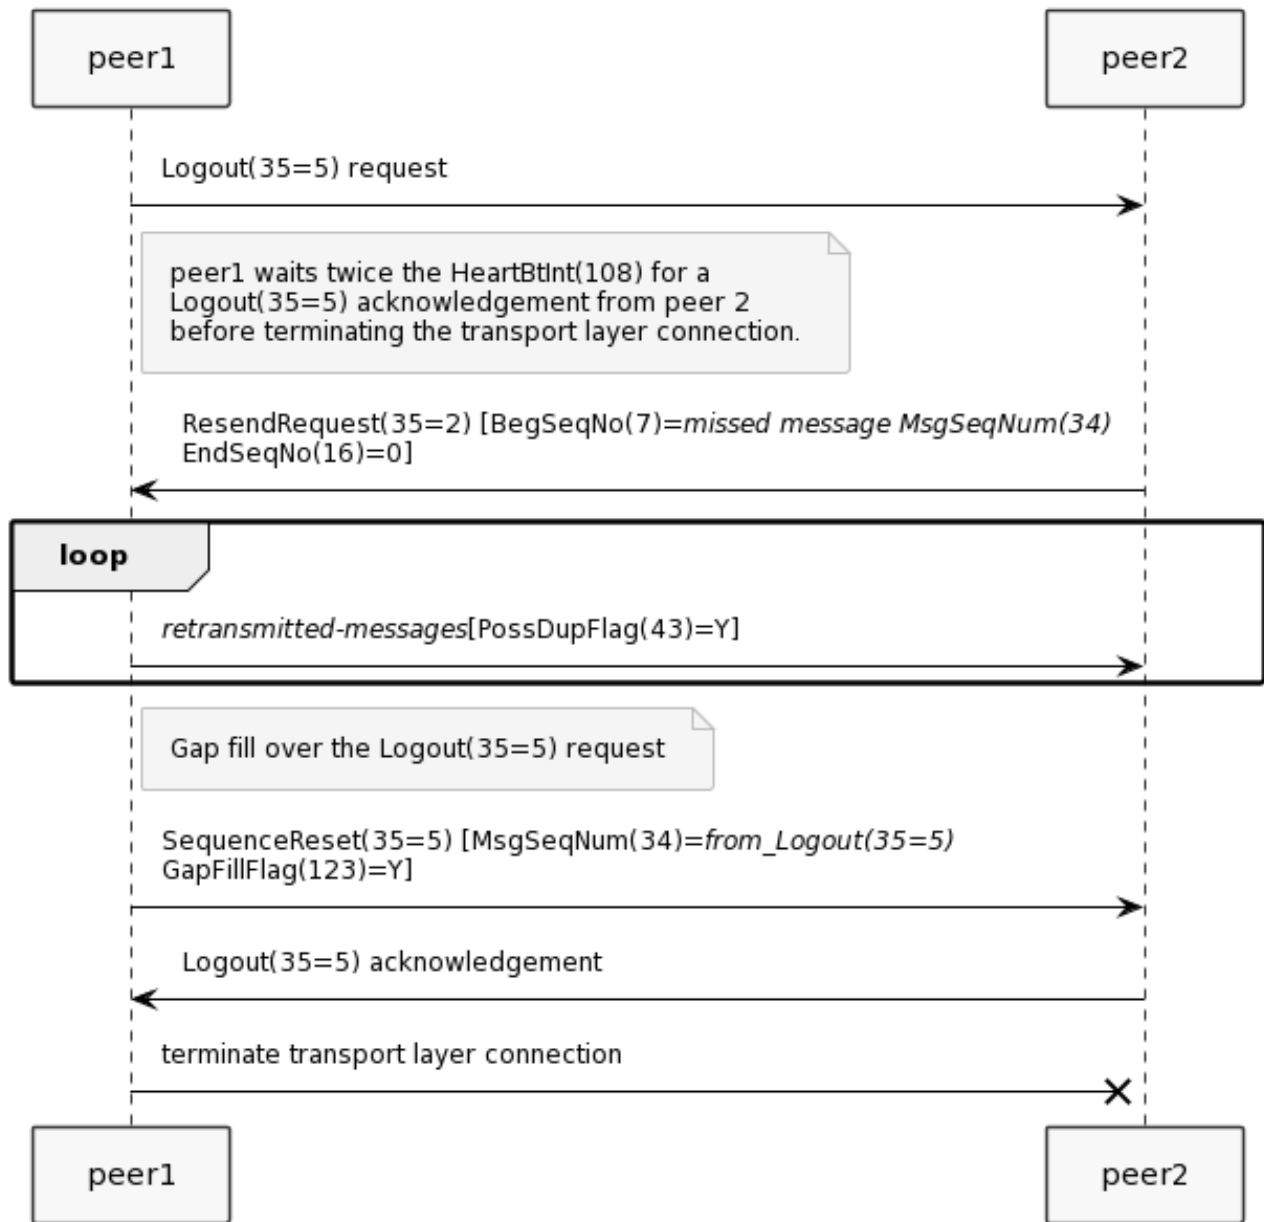 peer1
peer2
Logout(35=5) request
peer1 waits twice the HeartBtInt(108) for a
Logout(35=5) acknowledgement from peer 2
before terminating the transport layer connection.
ResendRequest(35=2) [BegSeqNo(7)=missed message MsgSeqNum(34)
EndSeqNo(16)=0]
loop
retransmitted-messages[PossDupFlag(43)=Y]
Gap fill over the Logout(35=5) request
SequenceReset(35=5) [MsgSeqNum(34)=from_Logout(35=5)
GapFillFlag(123)=Y]
Logout(35=5) acknowledgement
terminate transport layer connection
peer1
peer2